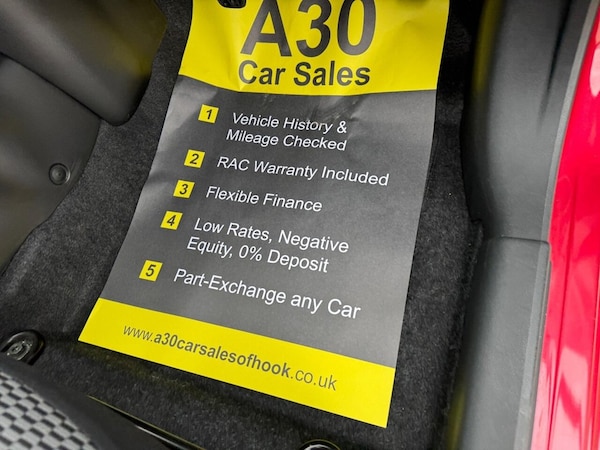 A30
Car Sales
1 Vehicle History &
Mileage Checked
2 RAC Warranty Included
3 Flexible Finance
4 Low Rates, Negative
Equity, 0% Deposit
5 Part-Exchange any Car
www.a30carsalesofhook.co.uk